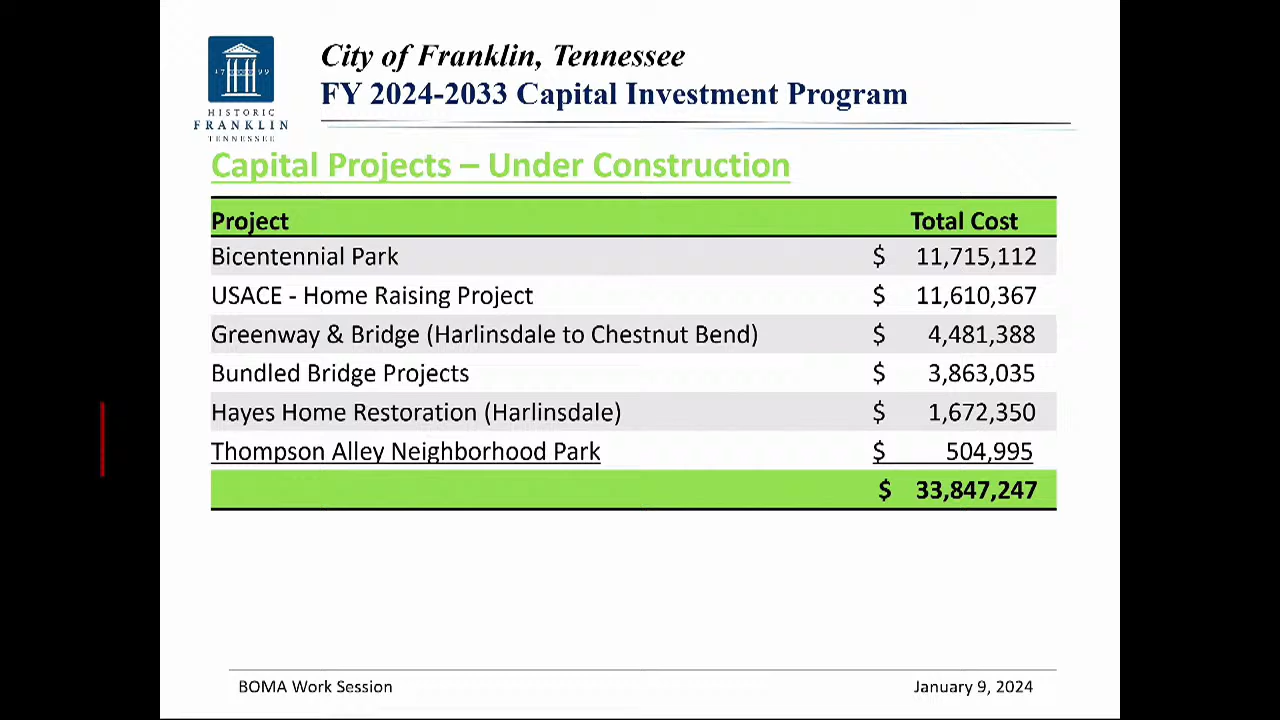 City of Franklin, Tennessee
FY 2024-2033 Capital Investment Program
1799
HISTORIC
FRANKLIN
TENNESSEE
Capital Projects – Under Construction
Project Total Cost
Bicentennial Park $ 11,715,112
USACE - Home Raising Project $ 11,610,367
Greenway & Bridge (Harlinsdale to Chestnut Bend) $ 4,481,388
Bundled Bridge Projects $ 3,863,035
Hayes Home Restoration (Harlinsdale) $ 1,672,350
Thompson Alley Neighborhood Park $ 504,995
$ 33,847,247
BOMA Work Session January 9, 2024